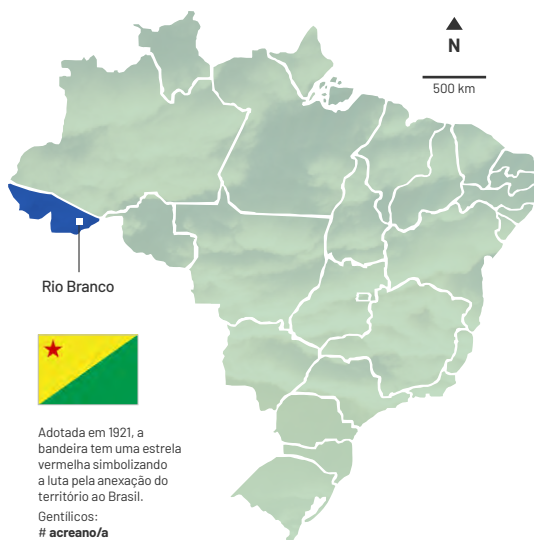 N
500 km
Rio Branco
Adotada em 1921, a
bandeira tem uma estrela
vermelha simbolizando
a luta pela anexação do
território ao Brasil.
Gentílicos:
# acreano/a